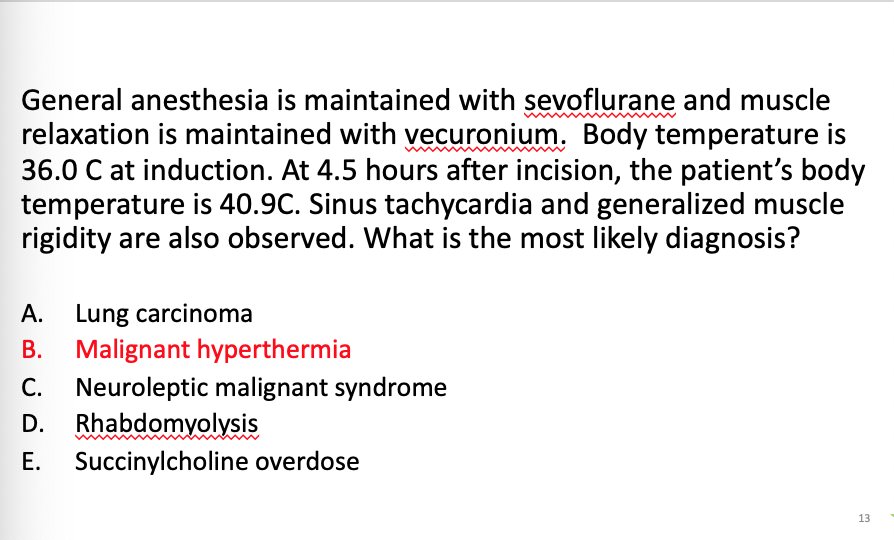 General anesthesia is maintained with sevoflurane and muscle
relaxation is maintained with vecuronium.  Body temperature is
36.0 C at induction. At 4.5 hours after incision, the patient’s body
temperature is 40.9C. Sinus tachycardia and generalized muscle
rigidity are also observed. What is the most likely diagnosis?
A. Lung carcinoma
B. Malignant hyperthermia
C. Neuroleptic malignant syndrome
D. Rhabdomyolysis
E. Succinylcholine overdose
13